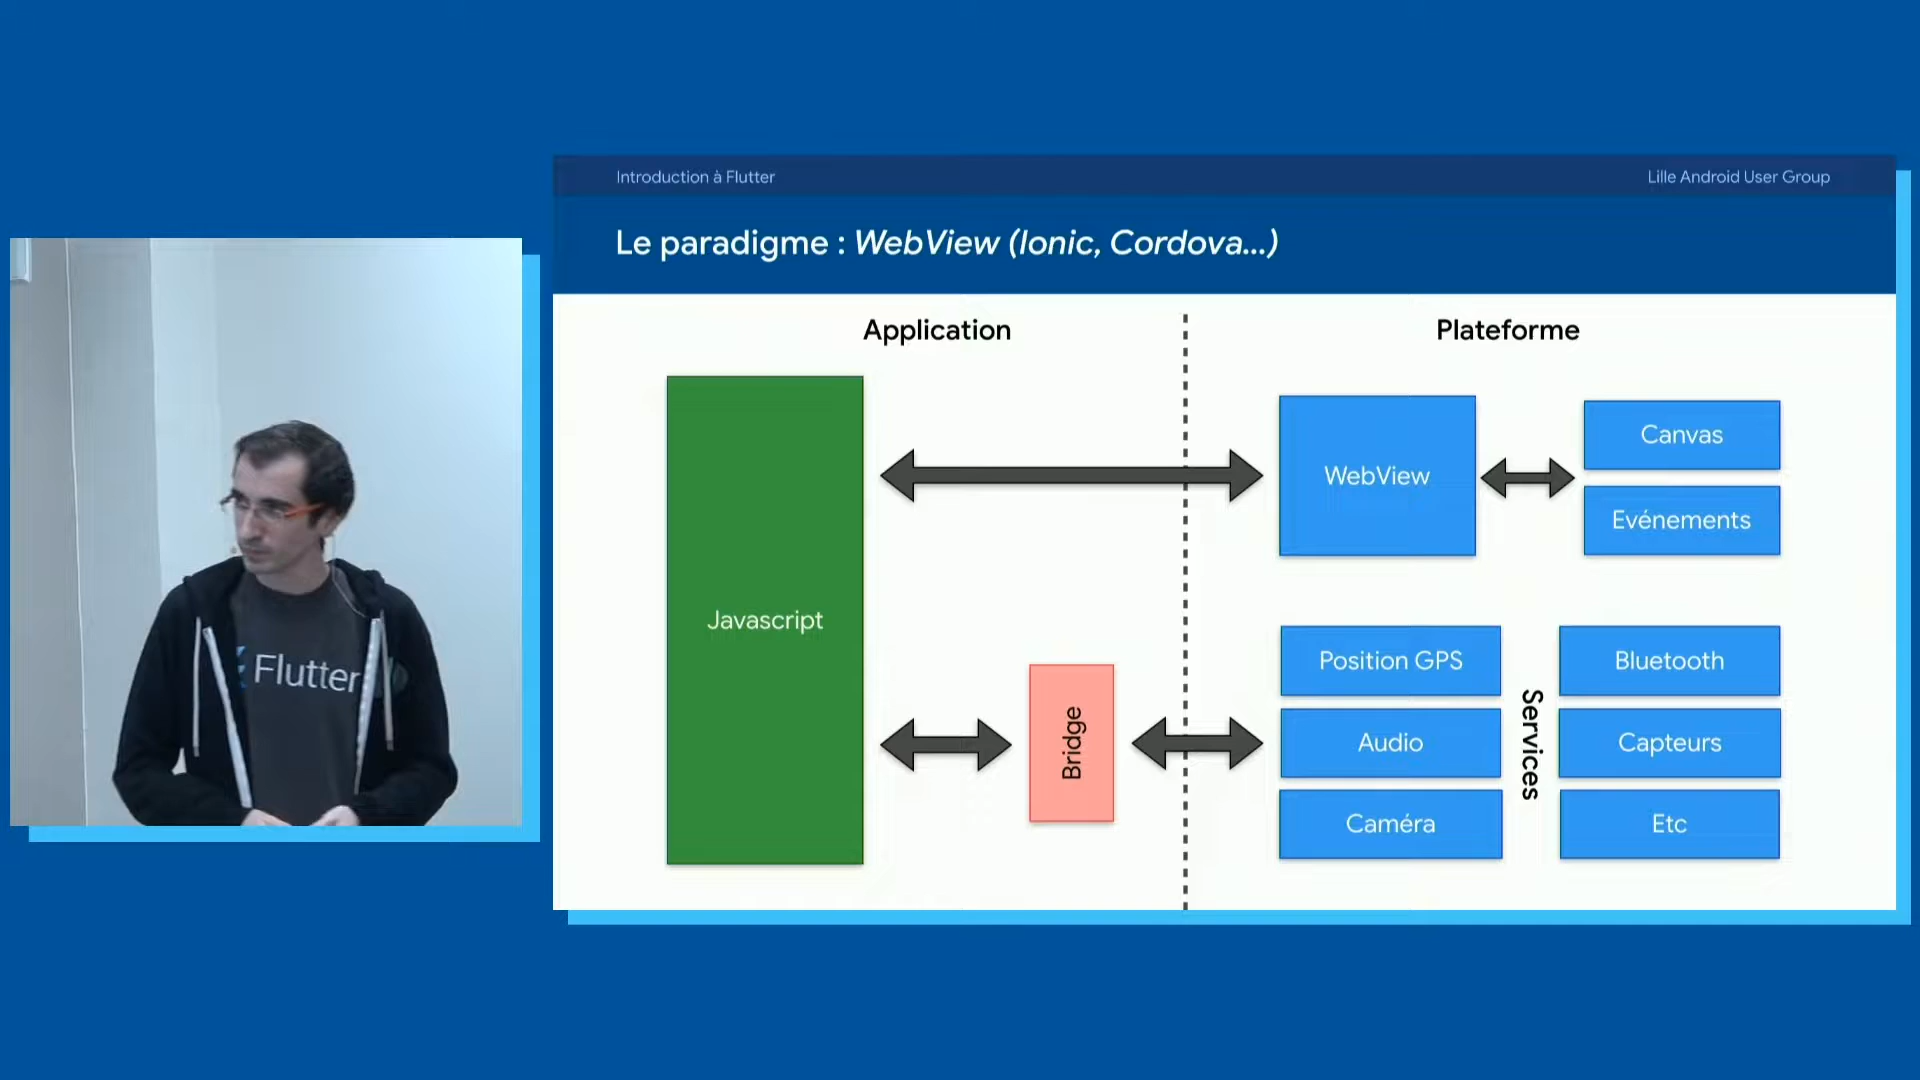 Introduction à Flutter
Lille Android User Group
Le paradigme : WebView (Ionic, Cordova...)
Application
Plateforme
Javascript
WebView
Canvas
Evénements
Bridge
Position GPS
Audio
Caméra
Services
Bluetooth
Capteurs
Etc
Flutter